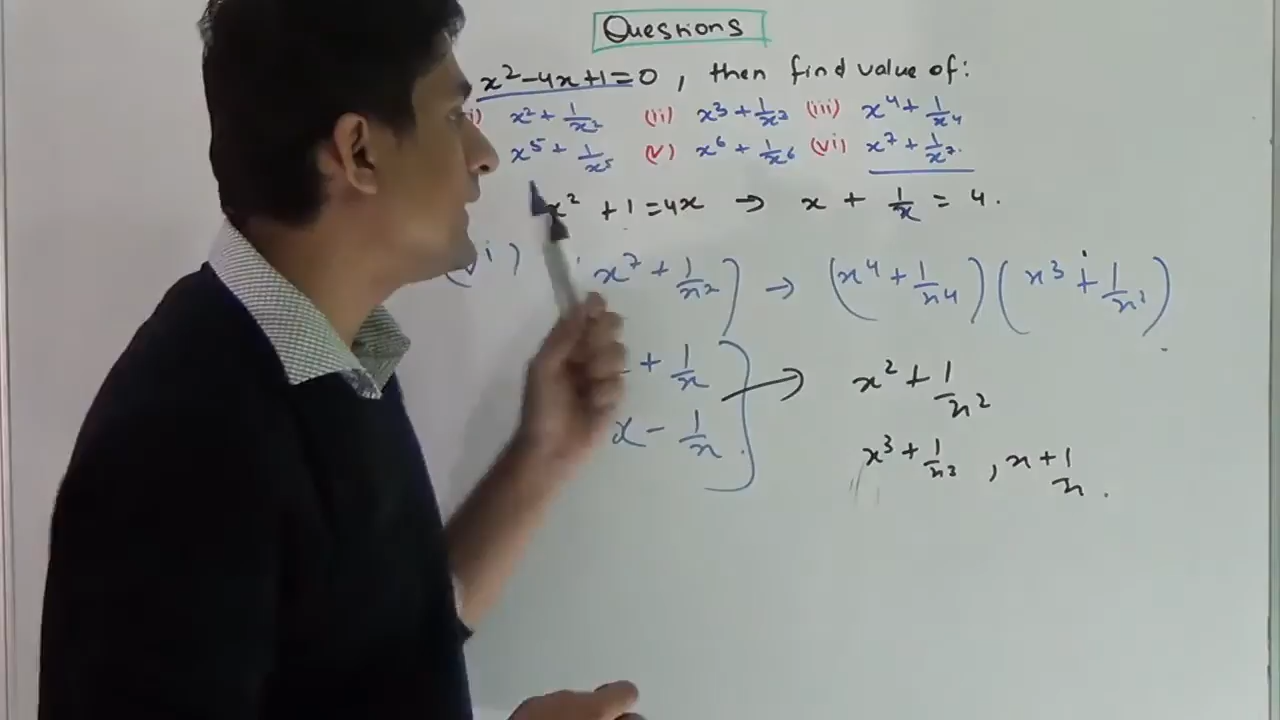 Questions
x² - 4x + 1 = 0 , then find value of :
i) x² + 1/x² (ii) x³ + 1/x³ (iii) x⁴ + 1/x⁴
x⁵ + 1/x⁵ (v) x⁶ + 1/x⁶ (vi) x⁷ + 1/x⁷.
x² + 1 = 4x → x + 1/x = 4.
(vi) x⁷ + 1/x⁷) → (x⁴ + 1/x⁴)(x³ + 1/x³)
+ 1/x
x - 1/x } → x² + 1/x²
x³ + 1/x³ , x + 1/x .